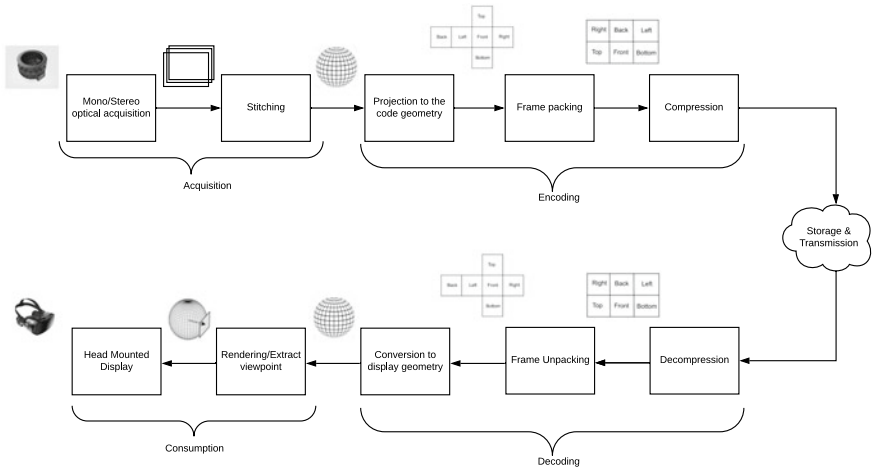 Top
Back Left Front Right
Bottom
Right Back Left
Top Front Bottom
Mono/Stereo
optical acquisition
Stitching
Projection to the
code geometry
Frame packing
Compression
Acquisition
Encoding
Storage &
Transmission
Top
Back Left Front Right
Bottom
Right Back Left
Top Front Bottom
Head Mounted
Display
Rendering/Extract
viewpoint
Conversion to
display geometry
Frame Unpacking
Decompression
Consumption
Decoding